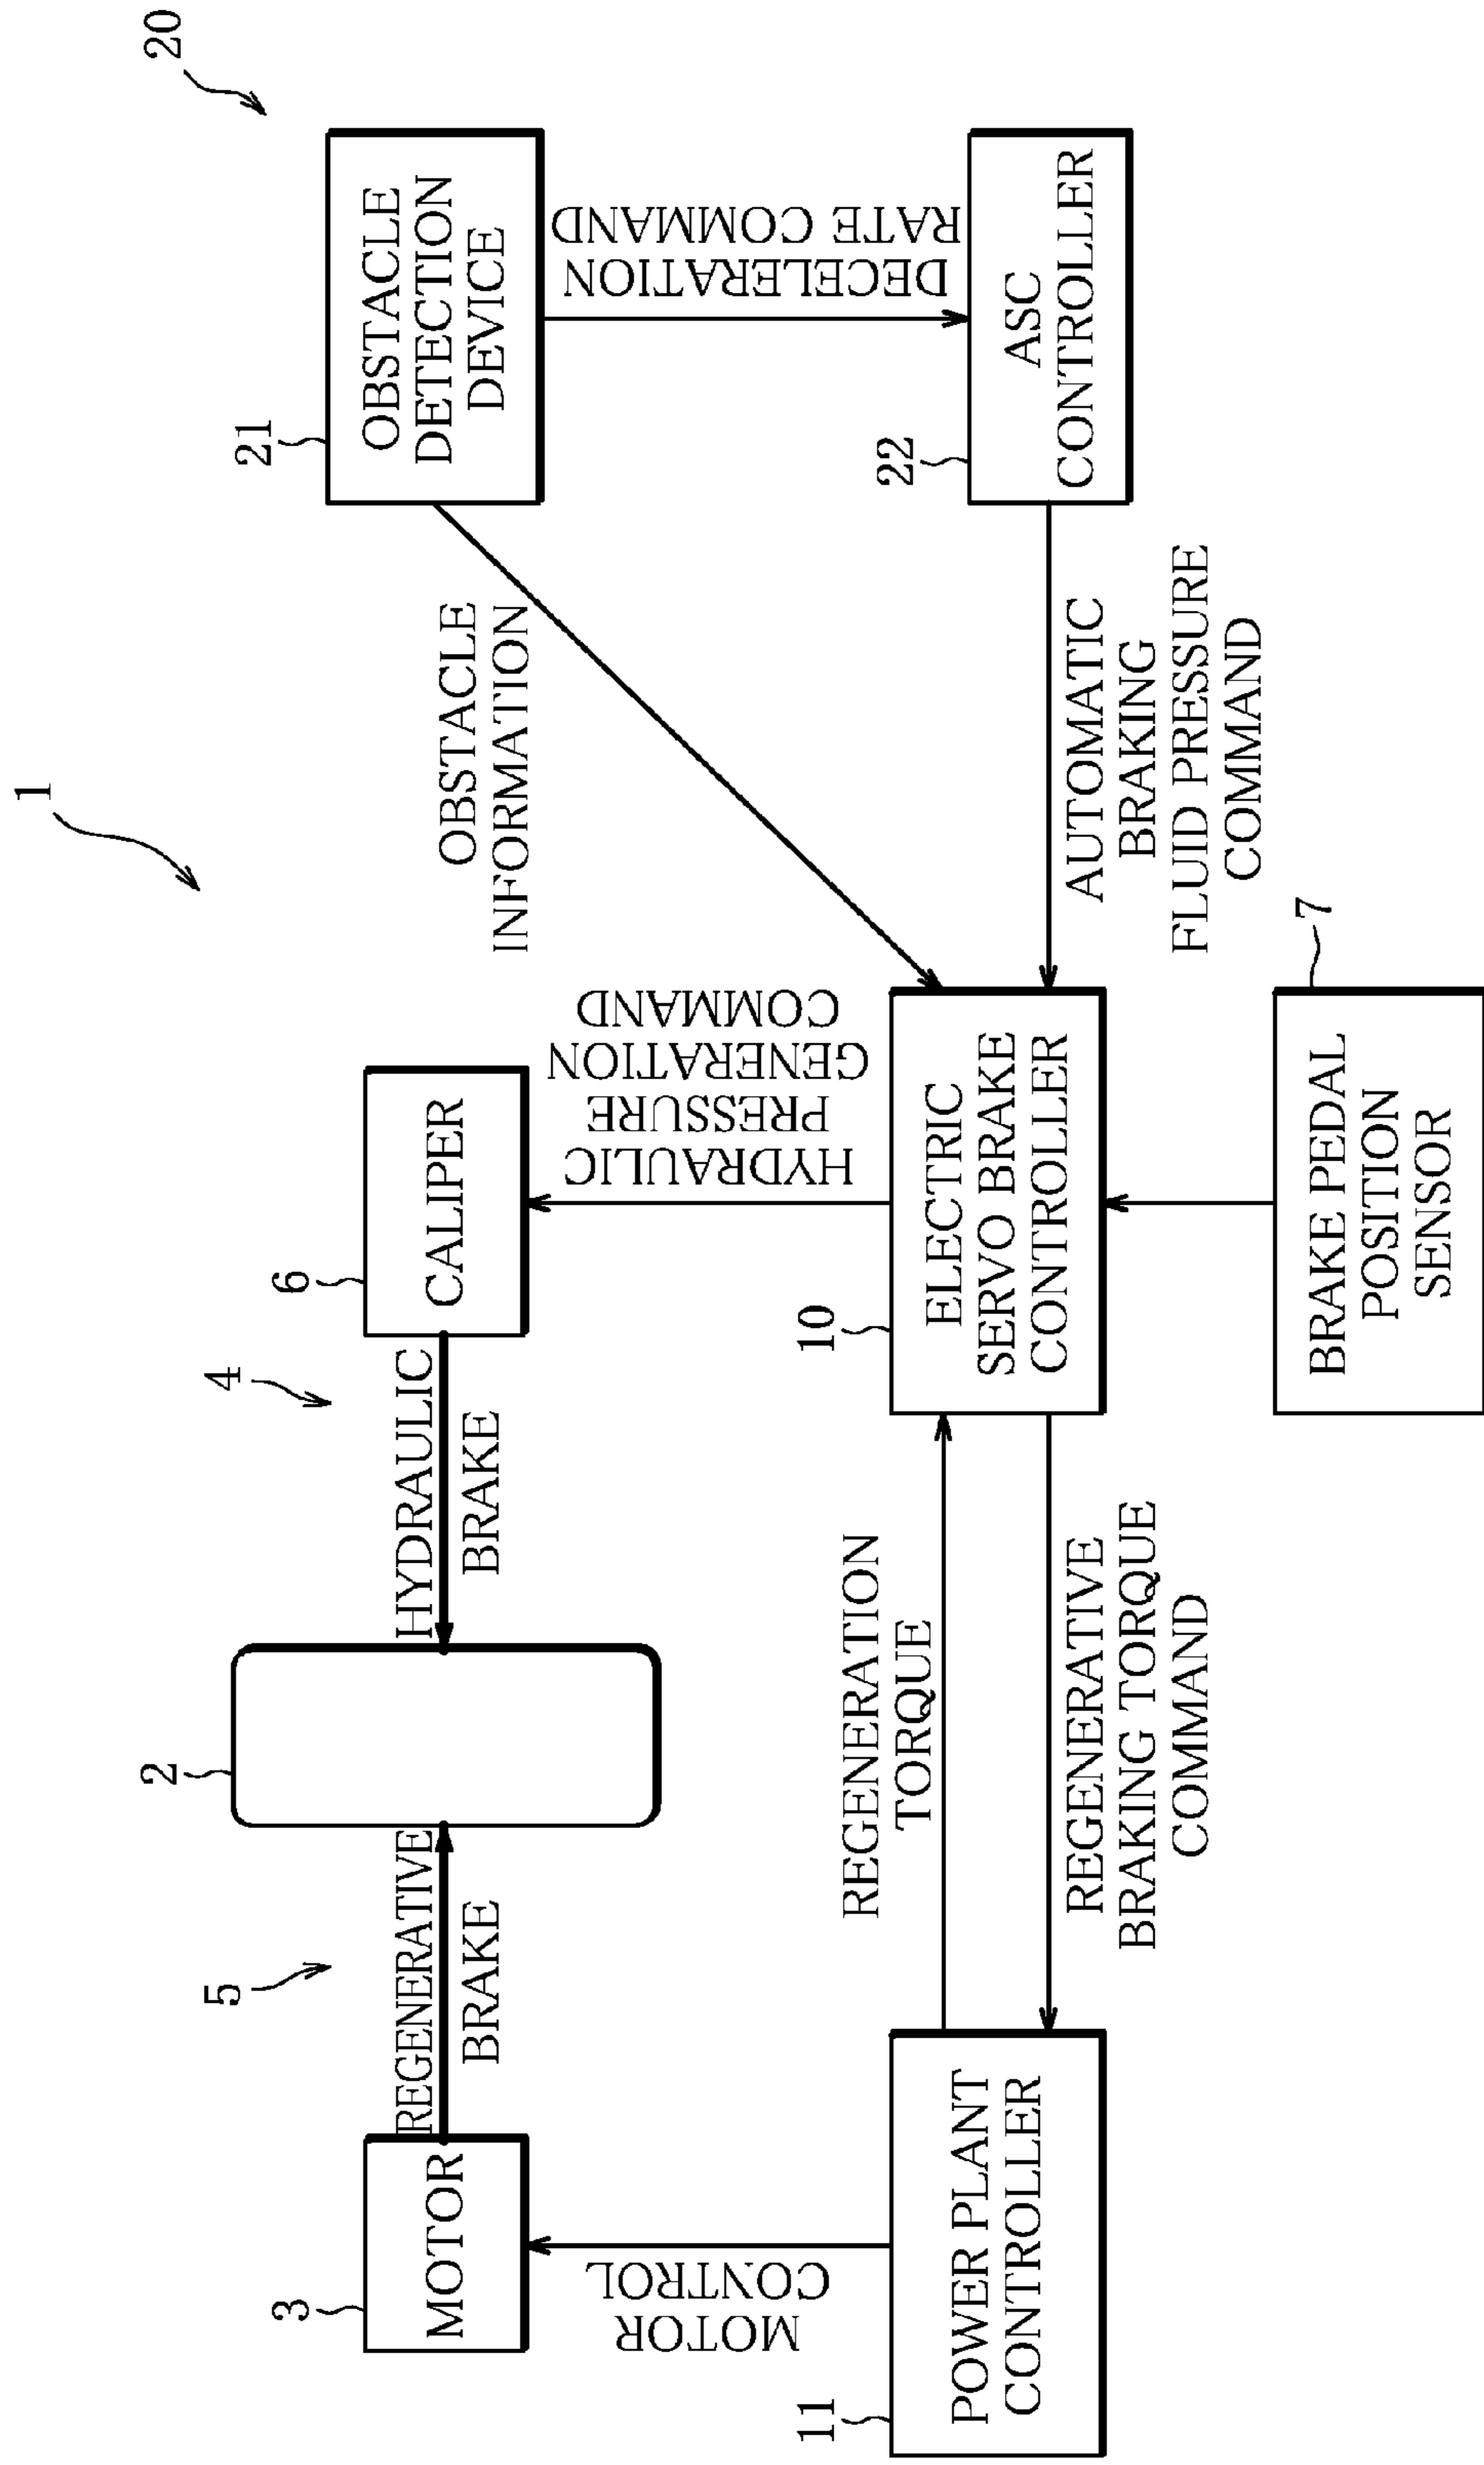 1
20
2
5
4
3
MOTOR
REGENERATIVE
BRAKE
HYDRAULIC
BRAKE
6
CALIPER
21
OBSTACLE
DETECTION
DEVICE
OBSTACLE
INFORMATION
MOTOR
CONTROL
HYDRAULIC
PRESSURE
GENERATION
COMMAND
DECELERATION
RATE COMMAND
11
POWER PLANT
CONTROLLER
REGENERATION
TORQUE
REGENERATIVE
BRAKING TORQUE
COMMAND
10
ELECTRIC
SERVO BRAKE
CONTROLLER
AUTOMATIC
BRAKING
FLUID PRESSURE
COMMAND
22
ASC
CONTROLLER
7
BRAKE PEDAL
POSITION
SENSOR